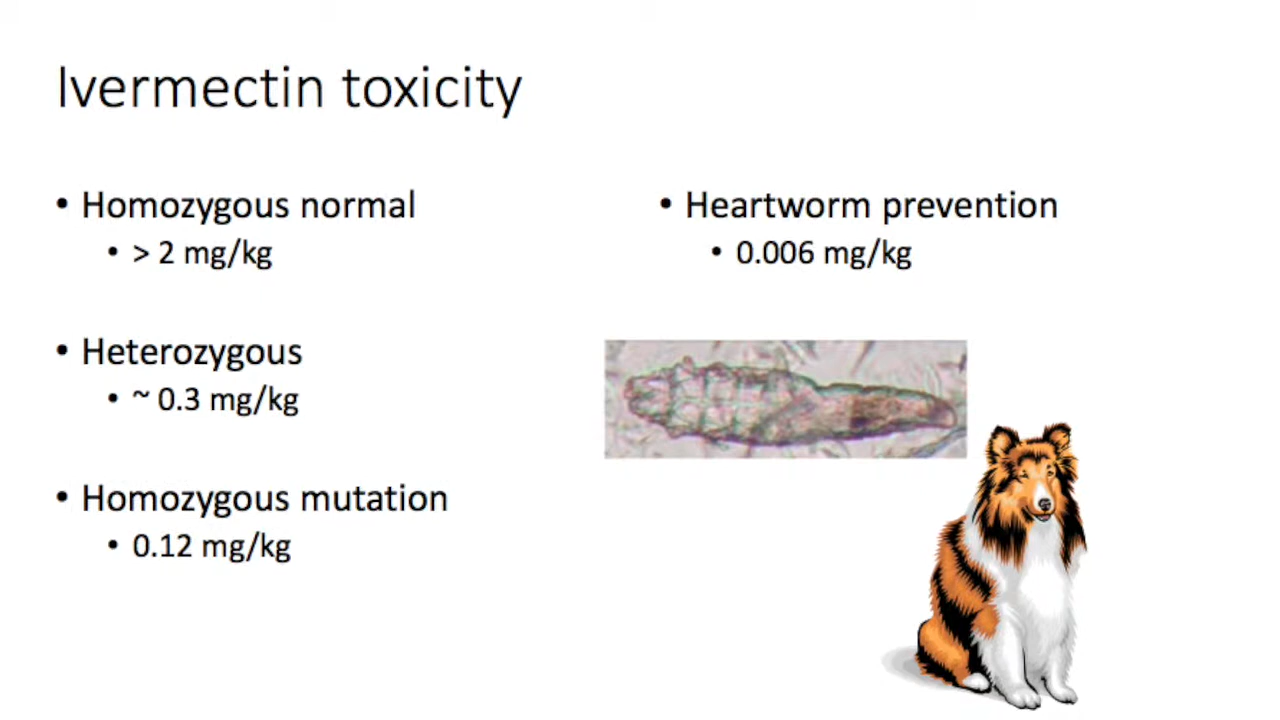 Ivermectin toxicity
• Homozygous normal
• > 2 mg/kg
• Heterozygous
• ~ 0.3 mg/kg
• Homozygous mutation
• 0.12 mg/kg
• Heartworm prevention
• 0.006 mg/kg